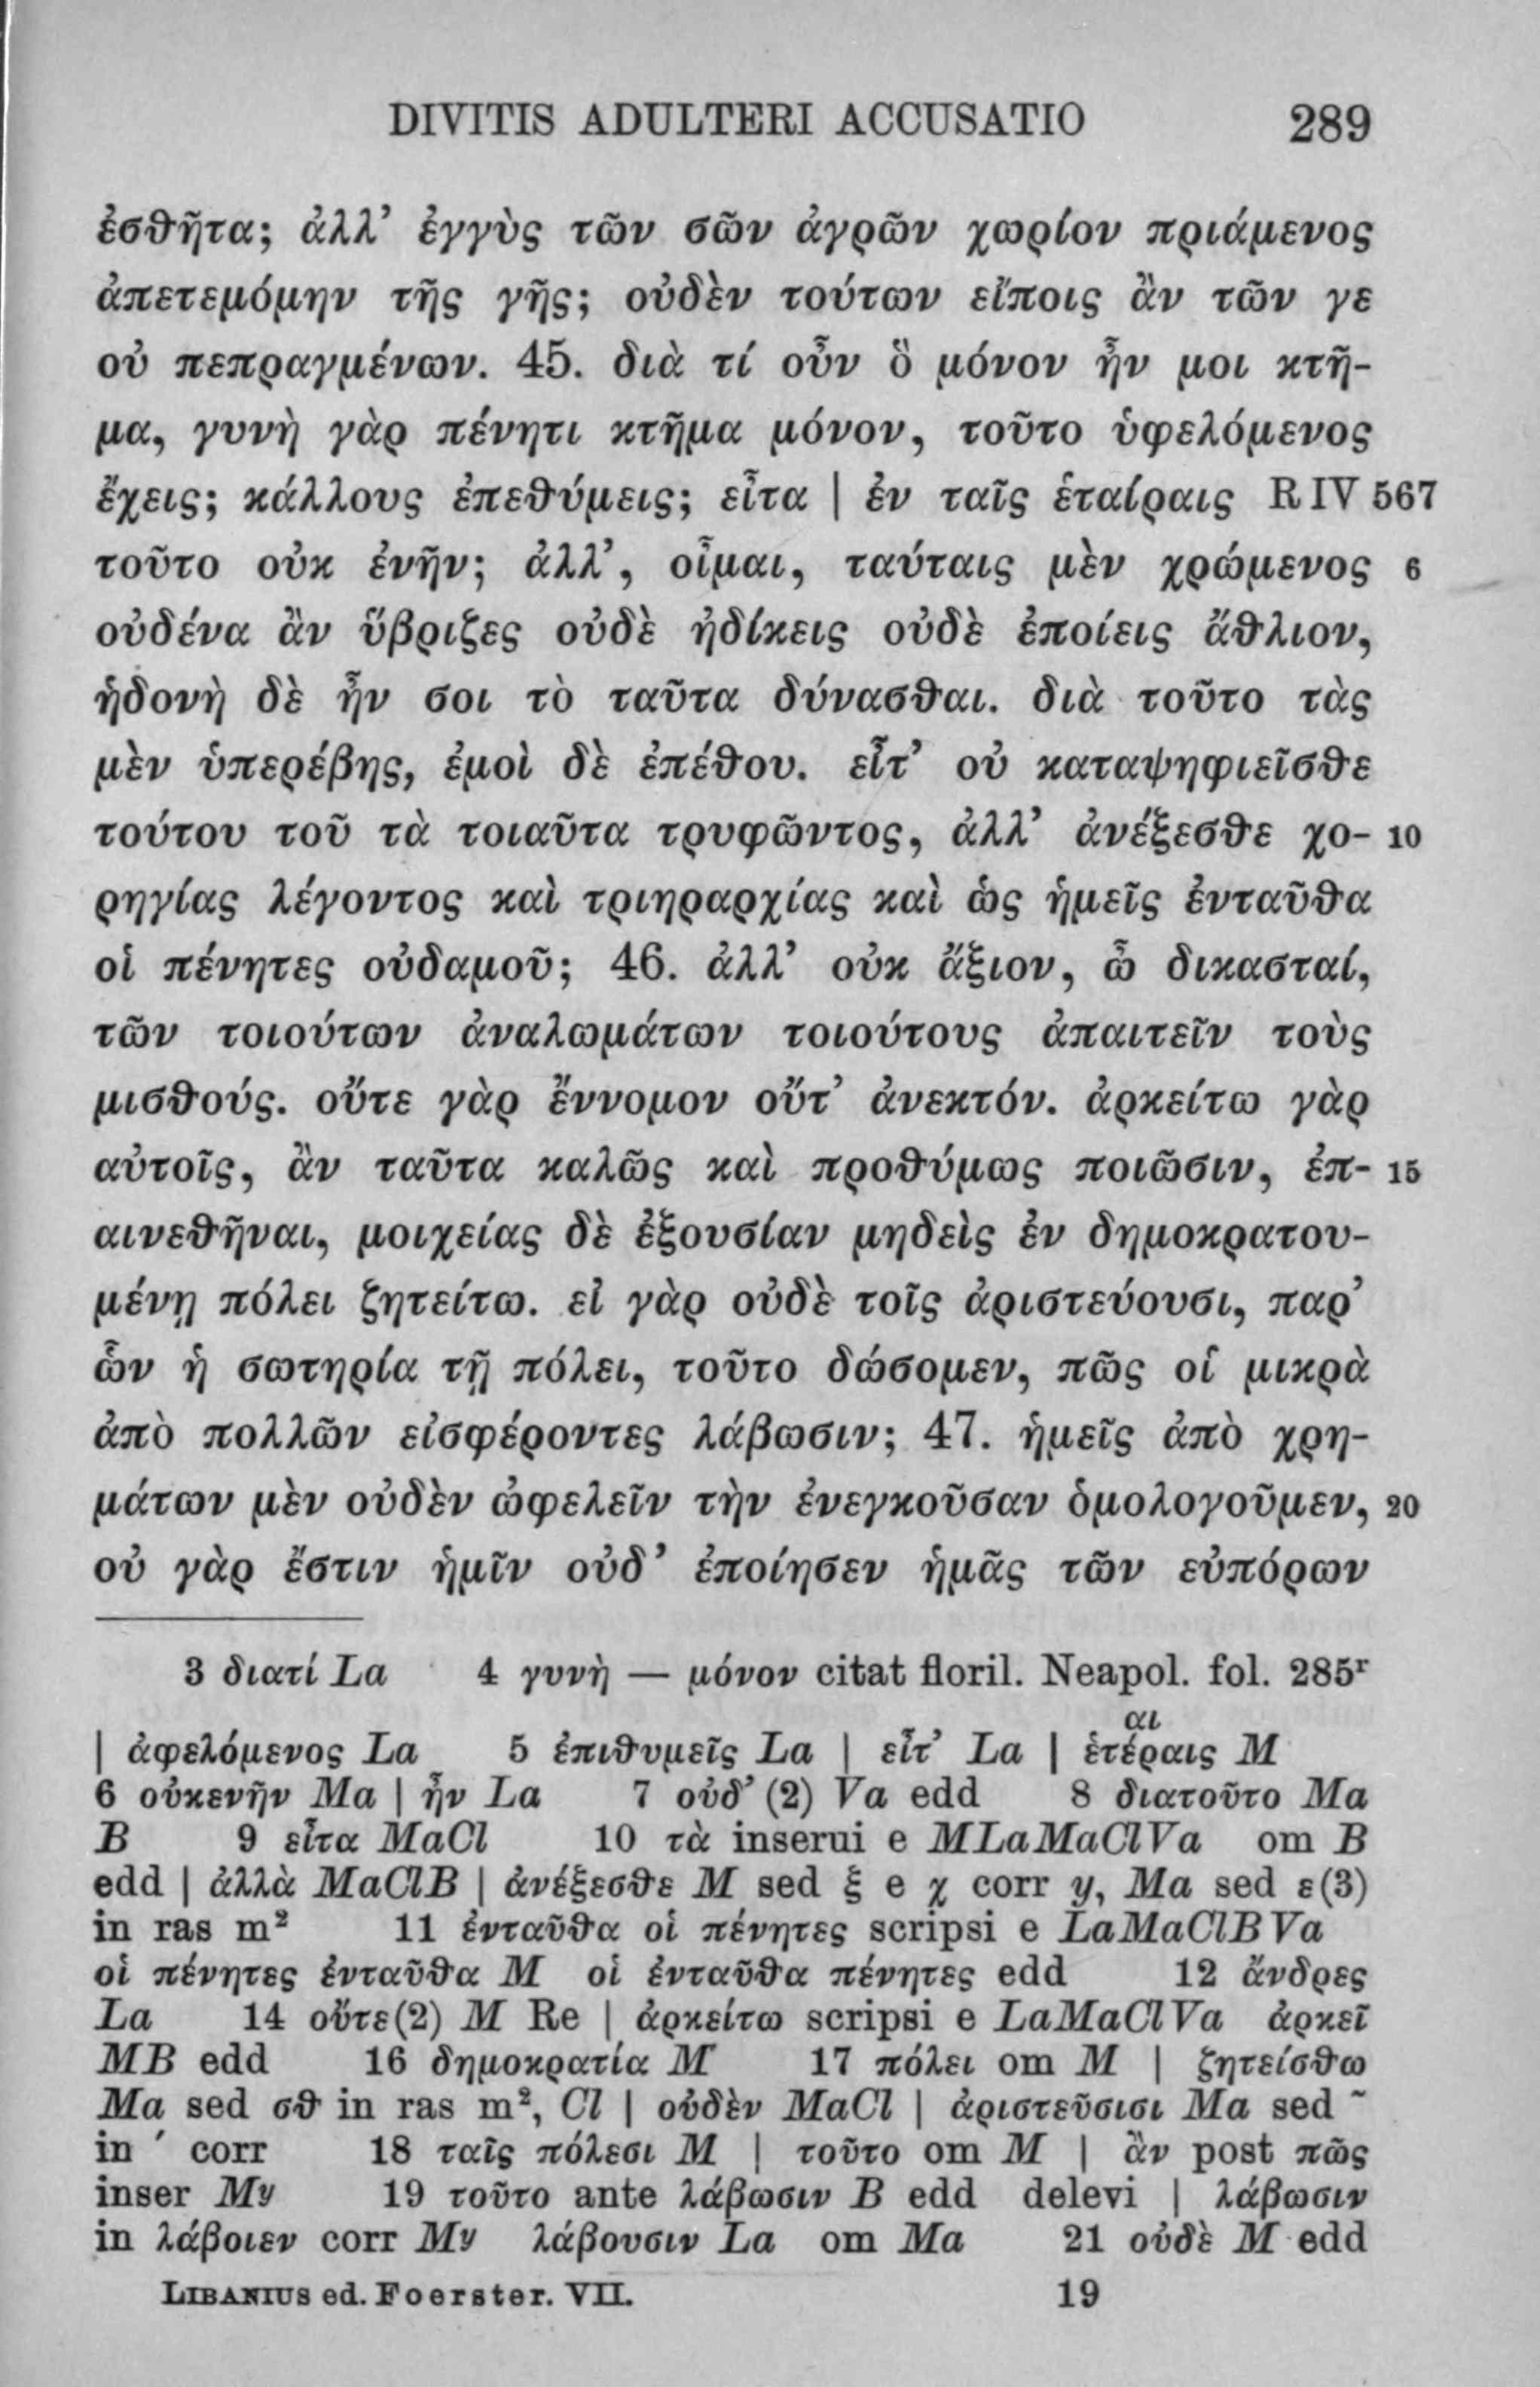 DIVITIS ADULTERI ACCUSATIO 289
ἐσθῆτα; ἀλλ’ ἐγγὺς τῶν σῶν ἀγρῶν χωρίον πριάμενος
ἀπετεμόμην τῆς γῆς; οὐδὲν τούτων εἴποις ἂν τῶν γε
οὐ πεπραγμένων. 45. διὰ τί οὖν ὃ μόνον ἦν μοι κτῆ-
μα, γυνὴ γὰρ πένητι κτῆμα μόνον, τοῦτο ὑφελόμενος
ἔχεις; κάλλους ἐπεθύμεις; εἶτα | ἐν ταῖς ἑταίραις R IV 567
τοῦτο οὐκ ἐνῆν; ἀλλ’, οἶμαι, ταύταις μὲν χρώμενος 6
οὐδένα ἂν ὕβριζες οὐδὲ ἠδίκεις οὐδὲ ἐποίεις ἄθλιον,
ἡδονὴ δὲ ἦν σοι τὸ ταῦτα δύνασθαι. διὰ τοῦτο τὰς
μὲν ὑπερέβης, ἐμοὶ δὲ ἐπέθου. εἶτ’ οὐ καταψηφιεῖσθε
τούτου τοῦ τὰ τοιαῦτα τρυφῶντος, ἀλλ’ ἀνέξεσθε χο- 10
ρηγίας λέγοντος καὶ τριηραρχίας καὶ ὡς ἡμεῖς ἐνταῦθα
οἱ πένητες οὐδαμοῦ; 46. ἀλλ’ οὐκ ἄξιον, ὦ δικασταί,
τῶν τοιούτων ἀναλωμάτων τοιούτους ἀπαιτεῖν τοὺς
μισθούς. οὔτε γὰρ ἔννομον οὔτ’ ἀνεκτόν. ἀρκείτω γὰρ
αὐτοῖς, ἂν ταῦτα καλῶς καὶ προθύμως ποιῶσιν, ἐπ- 15
αινεθῆναι, μοιχείας δὲ ἐξουσίαν μηδεὶς ἐν δημοκρατου-
μένῃ πόλει ζητείτω. εἰ γὰρ οὐδὲ τοῖς ἀριστεύουσι, παρ’
ὧν ἡ σωτηρία τῇ πόλει, τοῦτο δώσομεν, πῶς οἱ μικρὰ
ἀπὸ πολλῶν εἰσφέροντες λάβωσιν; 47. ἡμεῖς ἀπὸ χρη-
μάτων μὲν οὐδὲν ὠφελεῖν τὴν ἐνεγκοῦσαν ὁμολογοῦμεν, 20
οὐ γὰρ ἔστιν ἡμῖν οὐδ’ ἐποίησεν ἡμᾶς τῶν εὐπόρων
3 διατί La 4 γυνὴ — μόνον citat floril. Neapol. fol. 285ʳ
αι
| ἀφελόμενος La 5 ἐπιθυμεῖς La | εἶτ’ La | ἑτέραις M
6 οὐκενῆν Ma | ἦν La 7 οὐδ’ (2) Va edd 8 διατοῦτο Ma
B 9 εἶτα MaCl 10 τὰ inserui e MLaMaClVa om B
edd | ἀλλὰ MaClB | ἀνέξεσθε M sed ξ e χ corr y, Ma sed ε(3)
in ras m² 11 ἐνταῦθα οἱ πένητες scripsi e LaMaClBVa
οἱ πένητες ἐνταῦθα M οἱ ἐνταῦθα πένητες edd 12 ἄνδρες
La 14 οὔτε(2) M Re | ἀρκείτω scripsi e LaMaClVa ἀρκεῖ
MB edd 16 δημοκρατία M 17 πόλει om M | ζητείσθω
Ma sed σθ in ras m², Cl | οὐδὲν MaCl | ἀριστεῦσισι Ma sed ~
in ´ corr 18 ταῖς πόλεσι M | τοῦτο om M | ἂν post πῶς
inser Mʸ 19 τοῦτο ante λάβωσιν B edd delevi | λάβωσιν
in λάβοιεν corr Mʸ λάβουσιν La om Ma 21 οὐδὲ M edd
LIBANIUS ed. Foerster. VII. 19